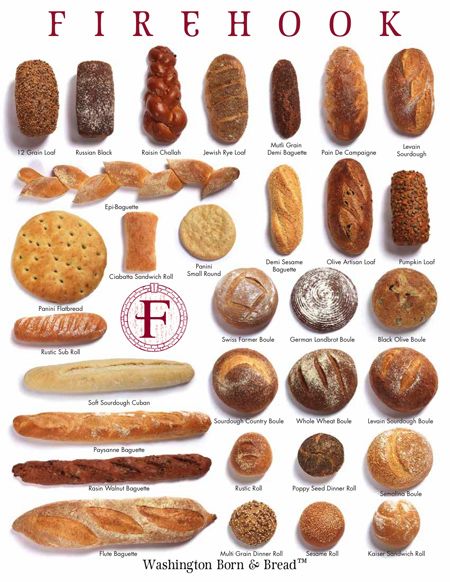 FIREHOOK
12 Grain Loaf
Russian Black
Raisin Challah
Jewish Rye Loaf
Mutli Grain
Demi Baguette
Pain De Campaigne
Levain
Sourdough
Epi-Baguette
Demi Sesame
Baguette
Olive Artisan Loaf
Pumpkin Loaf
Panini Flatbread
Ciabatta Sandwich Roll
Panini
Small Round
F
Swiss Farmer Boule
German Landbrot Boule
Black Olive Boule
Rustic Sub Roll
Soft Sourdough Cuban
Sourdough Country Boule
Whole Wheat Boule
Levain Sourdough Boule
Paysanne Baguette
Rasin Walnut Baguette
Rustic Roll
Poppy Seed Dinner Roll
Semolina Boule
Flute Baguette
Multi Grain Dinner Roll
Sesame Roll
Kaiser Sandwich Roll
Washington Born & Bread™